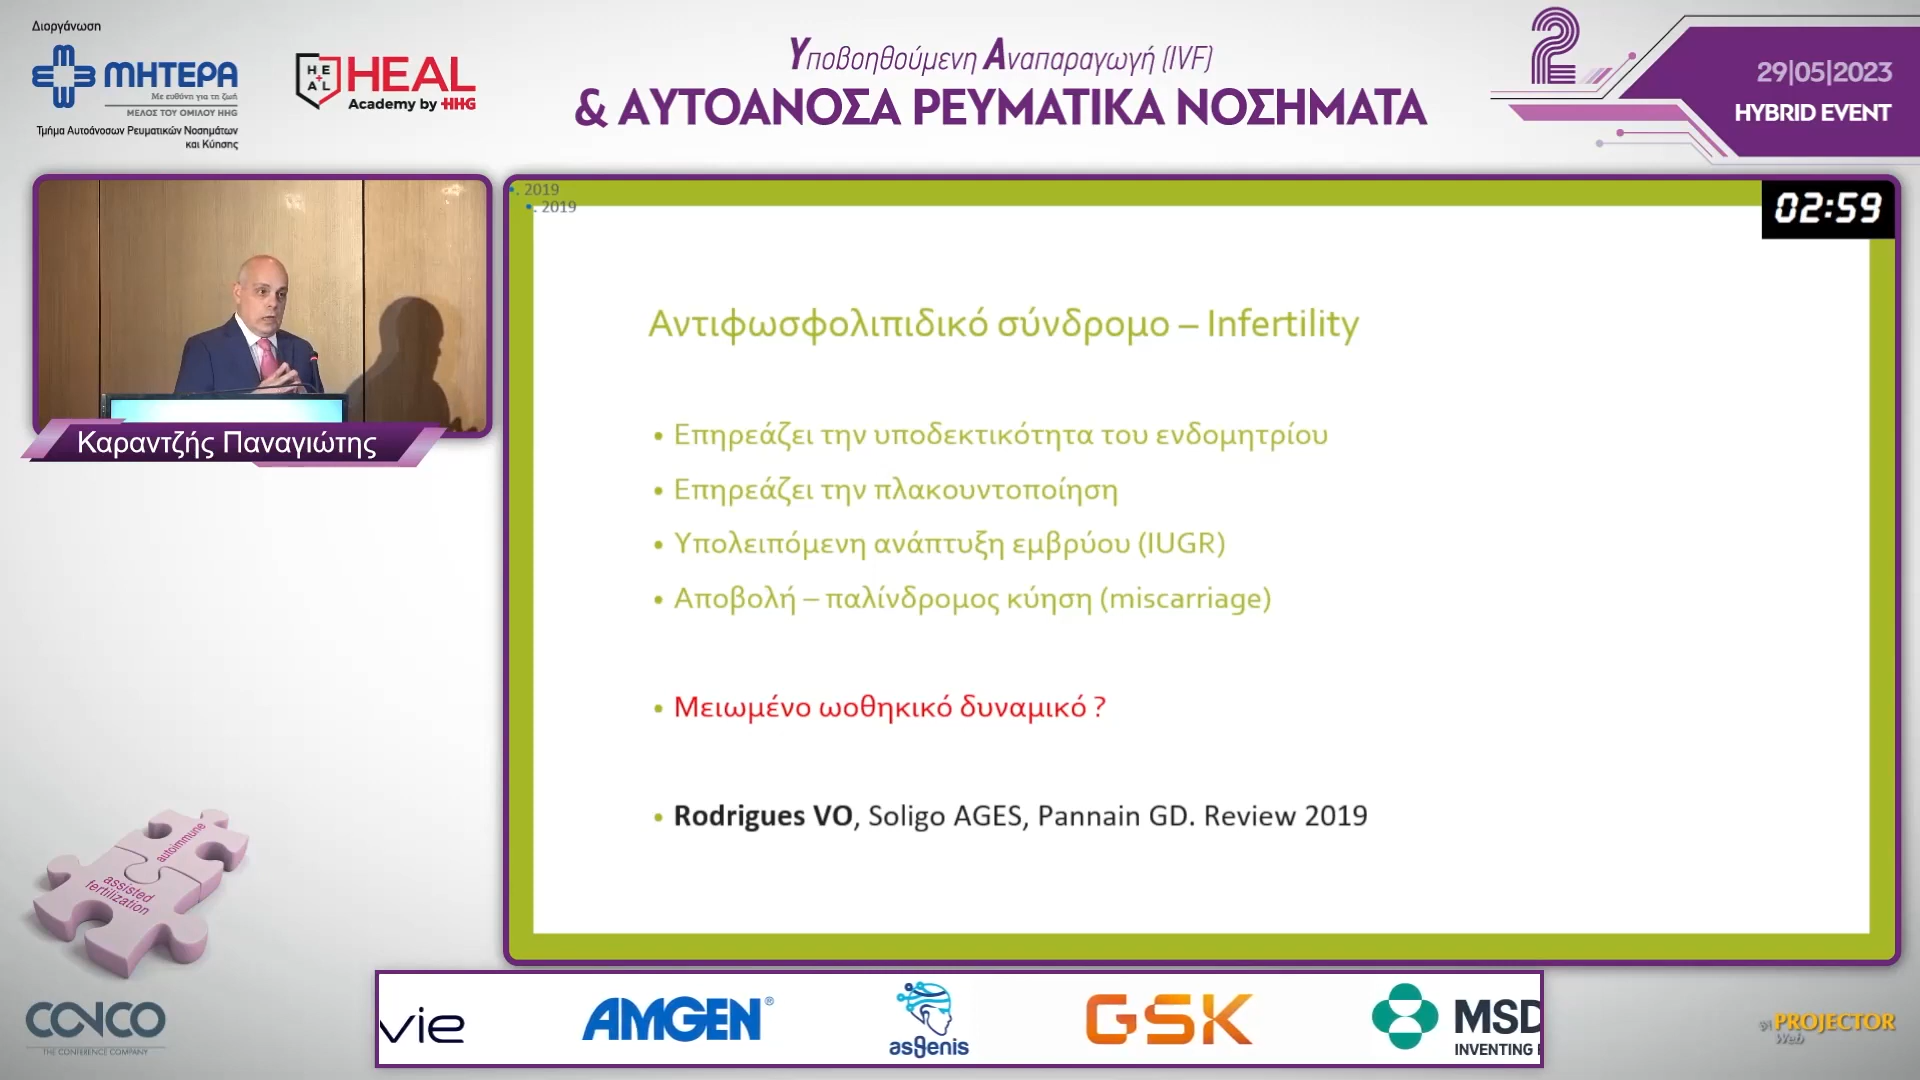 Διοργάνωση
ΜΗΤΕΡΑ
Με ευθύνη για τη ζωή
ΜΕΛΟΣ ΤΟΥ ΟΜΙΛΟΥ HHG
Τμήμα Αυτοάνοσων Ρευματικών Νοσημάτων
και Κύησης
HEAL
HEAL
Academy by HHG
Υποβοηθούμενη Αναπαραγωγή (IVF)
& ΑΥΤΟΑΝΟΣΑ ΡΕΥΜΑΤΙΚΑ ΝΟΣΗΜΑΤΑ
2
29|05|2023
HYBRID EVENT
Καραντζής Παναγιώτης
. 2019
. 2019
02:59
Αντιφωσφολιπιδικό σύνδρομο – Infertility
• Επηρεάζει την υποδεκτικότητα του ενδομητρίου
• Επηρεάζει την πλακουντοποίηση
• Υπολειπόμενη ανάπτυξη εμβρύου (IUGR)
• Αποβολή – παλίνδρομος κύηση (miscarriage)
• Μειωμένο ωοθηκικό δυναμικό ?
• Rodrigues VO, Soligo AGES, Pannain GD. Review 2019
autoimmune
assisted
fertilization
CONCO
THE CONFERENCE COMPANY
vie
AMGEN®
asgenis
GSK
MSD
INVENTING
PROJECTOR
Web